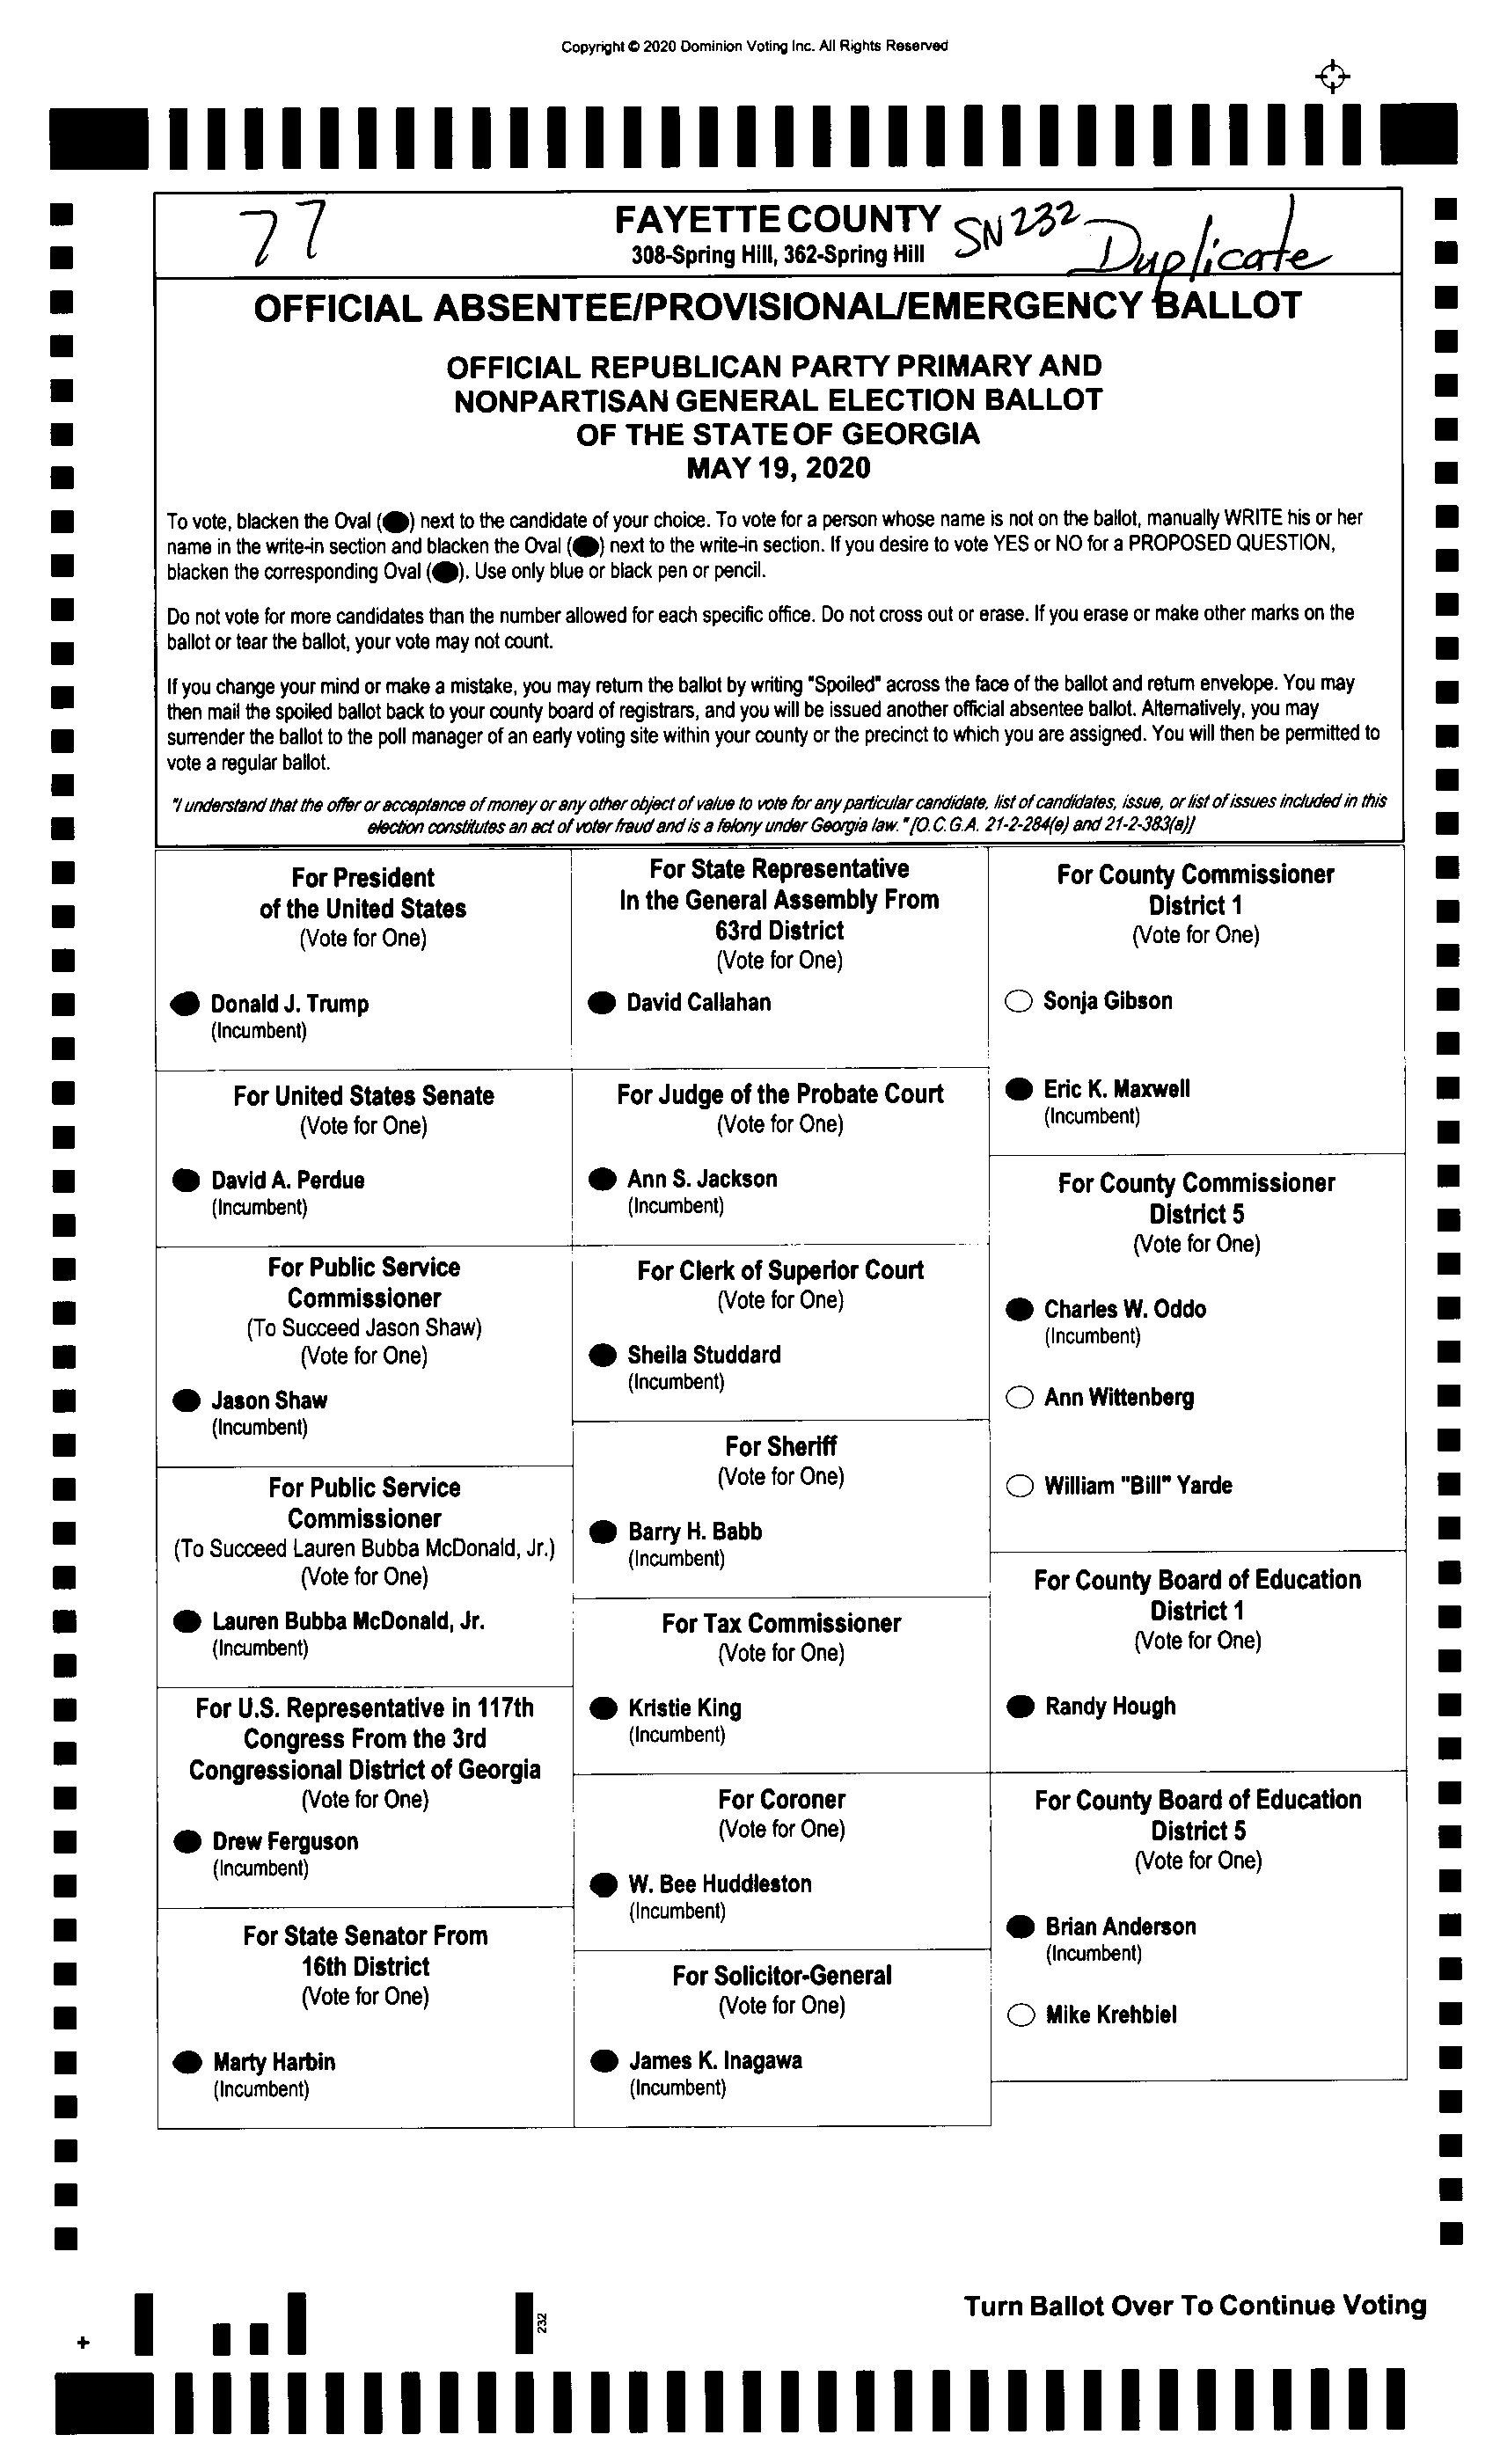 Copyright © 2020 Dominion Voting Inc. All Rights Reserved
77
FAYETTE COUNTY
308-Spring Hill, 362-Spring Hill
SN 232
Duplicate
OFFICIAL ABSENTEE/PROVISIONAL/EMERGENCY BALLOT
OFFICIAL REPUBLICAN PARTY PRIMARY AND
NONPARTISAN GENERAL ELECTION BALLOT
OF THE STATE OF GEORGIA
MAY 19, 2020
To vote, blacken the Oval (⬬) next to the candidate of your choice. To vote for a person whose name is not on the ballot, manually WRITE his or her
name in the write-in section and blacken the Oval (⬬) next to the write-in section. If you desire to vote YES or NO for a PROPOSED QUESTION,
blacken the corresponding Oval (⬬). Use only blue or black pen or pencil.
Do not vote for more candidates than the number allowed for each specific office. Do not cross out or erase. If you erase or make other marks on the
ballot or tear the ballot, your vote may not count.
If you change your mind or make a mistake, you may return the ballot by writing "Spoiled" across the face of the ballot and return envelope. You may
then mail the spoiled ballot back to your county board of registrars, and you will be issued another official absentee ballot. Alternatively, you may
surrender the ballot to the poll manager of an early voting site within your county or the precinct to which you are assigned. You will then be permitted to
vote a regular ballot.
"I understand that the offer or acceptance of money or any other object of value to vote for any particular candidate, list of candidates, issue, or list of issues included in this
election constitutes an act of voter fraud and is a felony under Georgia law." [O.C.G.A. 21-2-284(e) and 21-2-383(a)]
For President
of the United States
(Vote for One)
Donald J. Trump
(Incumbent)
For United States Senate
(Vote for One)
David A. Perdue
(Incumbent)
For Public Service
Commissioner
(To Succeed Jason Shaw)
(Vote for One)
Jason Shaw
(Incumbent)
For Public Service
Commissioner
(To Succeed Lauren Bubba McDonald, Jr.)
(Vote for One)
Lauren Bubba McDonald, Jr.
(Incumbent)
For U.S. Representative in 117th
Congress From the 3rd
Congressional District of Georgia
(Vote for One)
Drew Ferguson
(Incumbent)
For State Senator From
16th District
(Vote for One)
Marty Harbin
(Incumbent)
For State Representative
In the General Assembly From
63rd District
(Vote for One)
David Callahan
For Judge of the Probate Court
(Vote for One)
Ann S. Jackson
(Incumbent)
For Clerk of Superior Court
(Vote for One)
Sheila Studdard
(Incumbent)
For Sheriff
(Vote for One)
Barry H. Babb
(Incumbent)
For Tax Commissioner
(Vote for One)
Kristie King
(Incumbent)
For Coroner
(Vote for One)
W. Bee Huddleston
(Incumbent)
For Solicitor-General
(Vote for One)
James K. Inagawa
(Incumbent)
For County Commissioner
District 1
(Vote for One)
Sonja Gibson
Eric K. Maxwell
(Incumbent)
For County Commissioner
District 5
(Vote for One)
Charles W. Oddo
(Incumbent)
Ann Wittenberg
William "Bill" Yarde
For County Board of Education
District 1
(Vote for One)
Randy Hough
For County Board of Education
District 5
(Vote for One)
Brian Anderson
(Incumbent)
Mike Krehbiel
Turn Ballot Over To Continue Voting
232
+